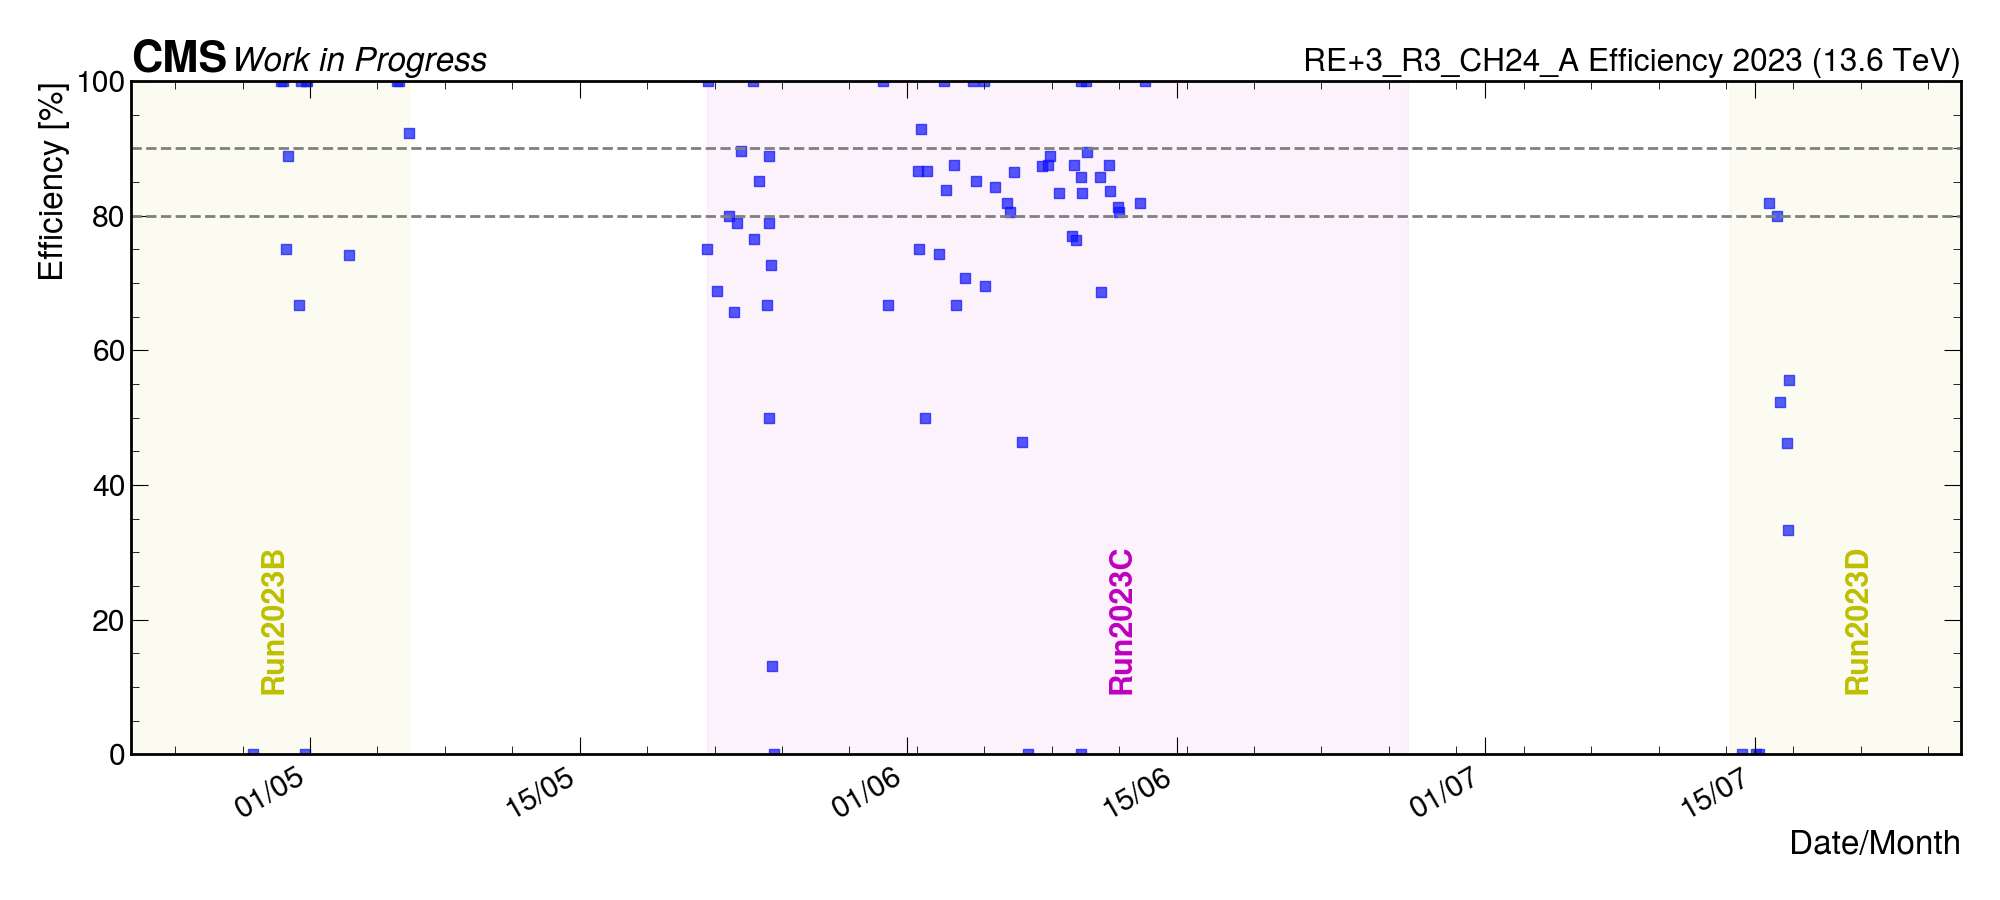 CMS Work in Progress
RE+3_R3_CH24_A Efficiency 2023 (13.6 TeV)
Efficiency [%]
100
80
60
40
20
0
Run2023B
Run2023C
Run2023D
01/05
15/05
01/06
15/06
01/07
15/07
Date/Month